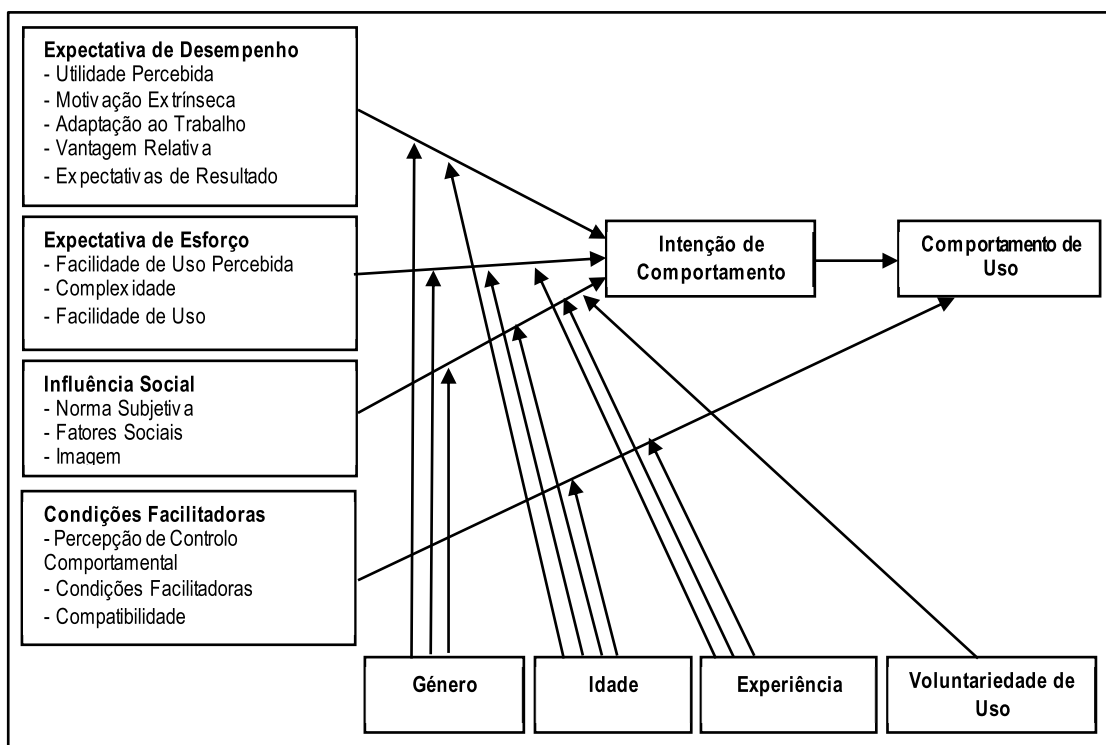 Expectativa de Desempenho
- Utilidade Percebida
- Motivação Extrínseca
- Adaptação ao Trabalho
- Vantagem Relativa
- Expectativas de Resultado
Expectativa de Esforço
- Facilidade de Uso Percebida
- Complexidade
- Facilidade de Uso
Influência Social
- Norma Subjetiva
- Fatores Sociais
- Imagem
Condições Facilitadoras
-Percepção de Controlo
Comportamental
- Condições Facilitadoras
- Compatibilidade
Intenção de
Comportamento
Comportamento de
Uso
Género
Idade
Experiência
Voluntariedade de
Uso